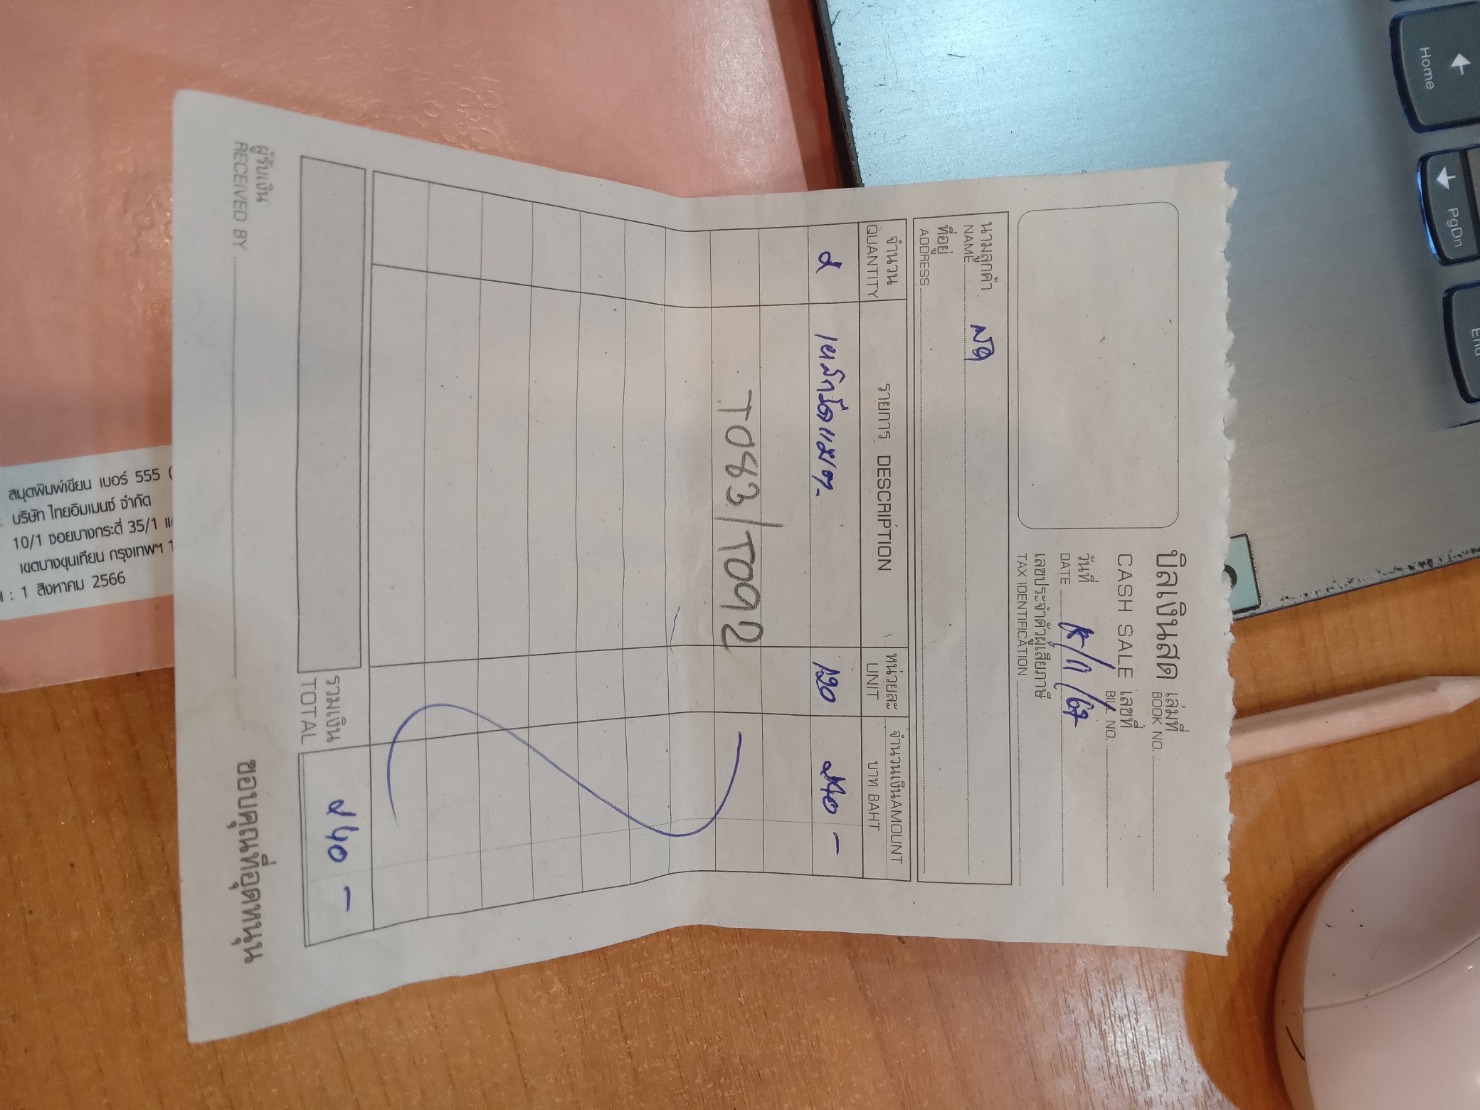 บิลเงินสด เล่มที่
CASH SALE BOOK NO.
เลขที่
BILL NO.
วันที่
DATE
เลขประจำตัวผู้เสียภาษี
TAX IDENTIFICATION
นามลูกค้า สด
NAME
ที่อยู่
ADDRESS
จำนวน รายการ หน่วยละ จำนวนเงิน AMOUNT
QUANTITY DESCRIPTION UNIT บาท BAHT
2 120 240 -
T083/T092
รวมเงิน
TOTAL 240 -
ผู้รับเงิน
RECEIVED BY
ขอบคุณที่อุดหนุน
สมุดพิมพ์เขียน เบอร์ 555
บริษัท ไทยอิมเมนซ์ จำกัด
10/1 ซอยบางกระดี่ 35/1
เขตบางขุนเทียน กรุงเทพฯ 1
: 1 สิงหาคม 2566
Home
PgDn
End